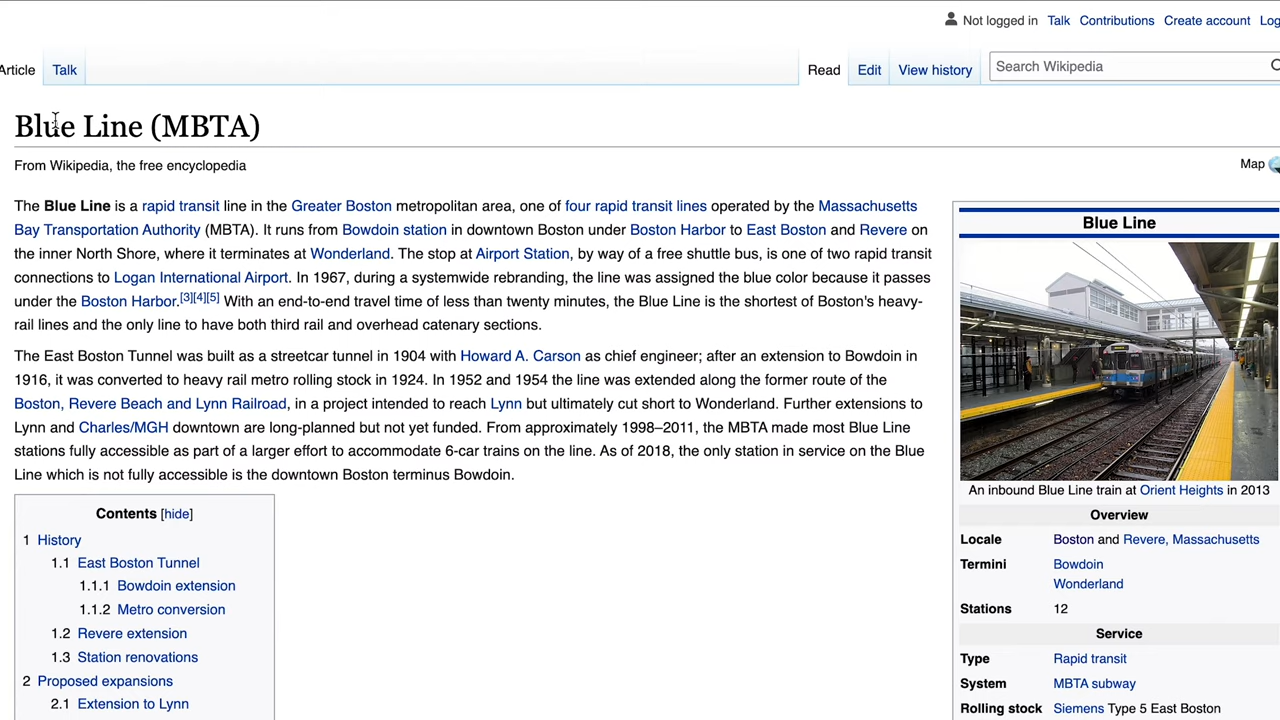 Not logged in Talk Contributions Create account Log
Article Talk Read Edit View history Search Wikipedia
Blue Line (MBTA)
From Wikipedia, the free encyclopedia
Map
The Blue Line is a rapid transit line in the Greater Boston metropolitan area, one of four rapid transit lines operated by the Massachusetts
Bay Transportation Authority (MBTA). It runs from Bowdoin station in downtown Boston under Boston Harbor to East Boston and Revere on
the inner North Shore, where it terminates at Wonderland. The stop at Airport Station, by way of a free shuttle bus, is one of two rapid transit
connections to Logan International Airport. In 1967, during a systemwide rebranding, the line was assigned the blue color because it passes
under the Boston Harbor.[3][4][5] With an end-to-end travel time of less than twenty minutes, the Blue Line is the shortest of Boston's heavy-
rail lines and the only line to have both third rail and overhead catenary sections.
The East Boston Tunnel was built as a streetcar tunnel in 1904 with Howard A. Carson as chief engineer; after an extension to Bowdoin in
1916, it was converted to heavy rail metro rolling stock in 1924. In 1952 and 1954 the line was extended along the former route of the
Boston, Revere Beach and Lynn Railroad, in a project intended to reach Lynn but ultimately cut short to Wonderland. Further extensions to
Lynn and Charles/MGH downtown are long-planned but not yet funded. From approximately 1998–2011, the MBTA made most Blue Line
stations fully accessible as part of a larger effort to accommodate 6-car trains on the line. As of 2018, the only station in service on the Blue
Line which is not fully accessible is the downtown Boston terminus Bowdoin.
Contents [hide]
1 History
1.1 East Boston Tunnel
1.1.1 Bowdoin extension
1.1.2 Metro conversion
1.2 Revere extension
1.3 Station renovations
2 Proposed expansions
2.1 Extension to Lynn
Blue Line
An inbound Blue Line train at Orient Heights in 2013
Overview
Locale Boston and Revere, Massachusetts
Termini Bowdoin
Wonderland
Stations 12
Service
Type Rapid transit
System MBTA subway
Rolling stock Siemens Type 5 East Boston